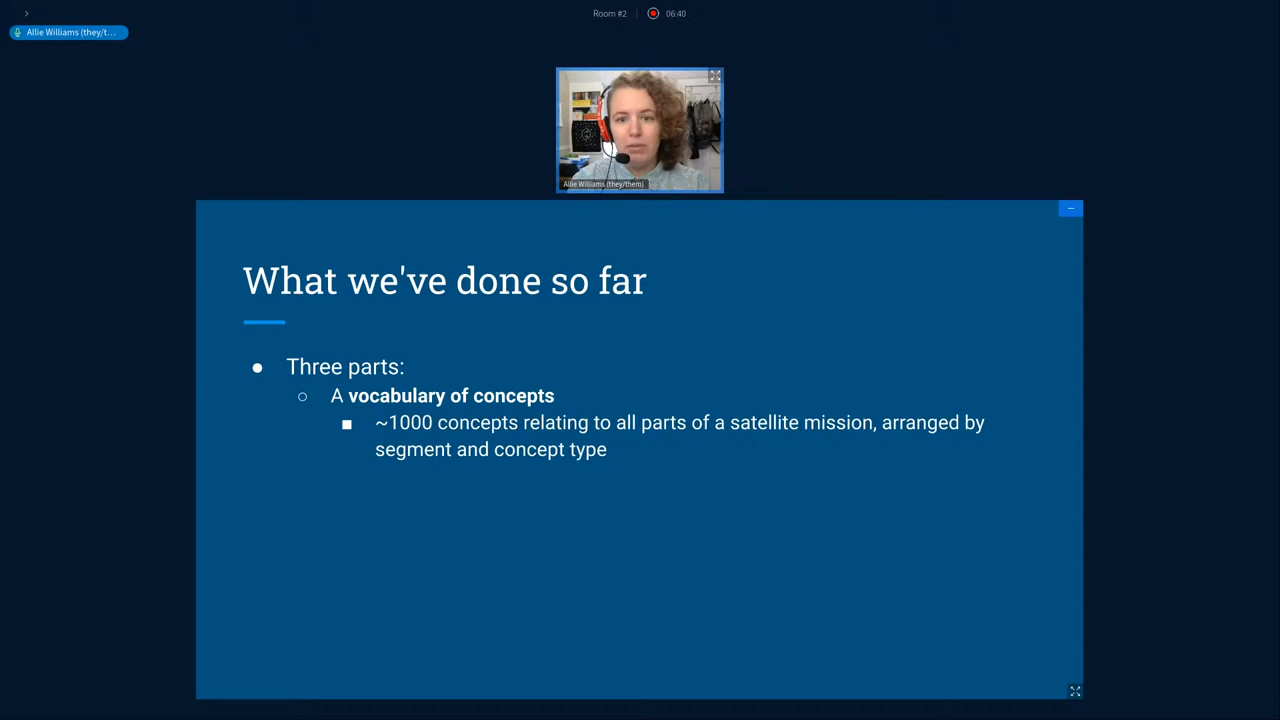 Room #2
06:40
Allie Williams (they/t...
Allie Williams (they/them)
What we've done so far
● Three parts:
○ A vocabulary of concepts
■ ~1000 concepts relating to all parts of a satellite mission, arranged by
segment and concept type